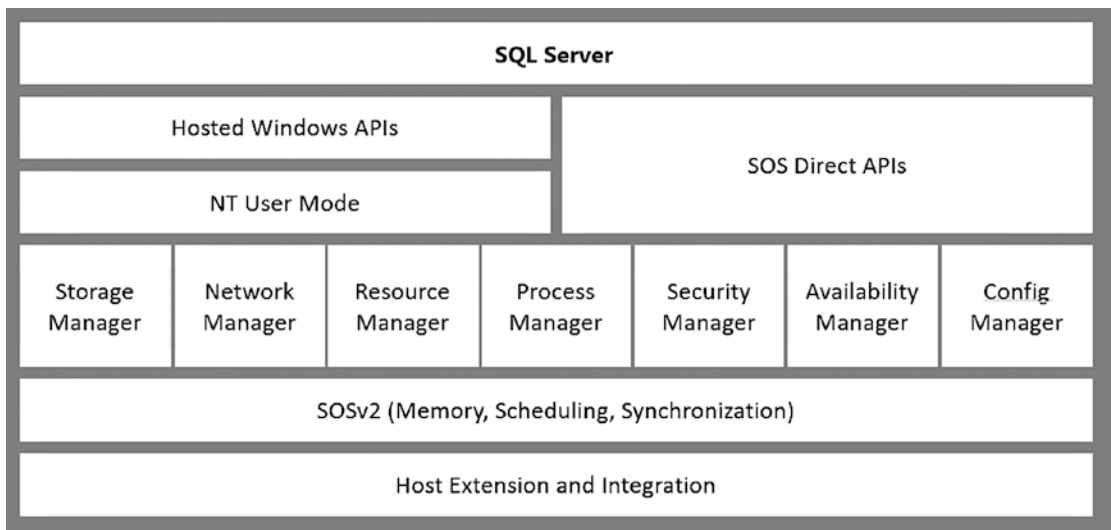 SQL Server
Hosted Windows APIs
SOS Direct APIs
NT User Mode
Storage
Manager
Network
Manager
Resource
Manager
Process
Manager
Security
Manager
Availability
Manager
Config
Manager
SOSv2 (Memory, Scheduling, Synchronization)
Host Extension and Integration